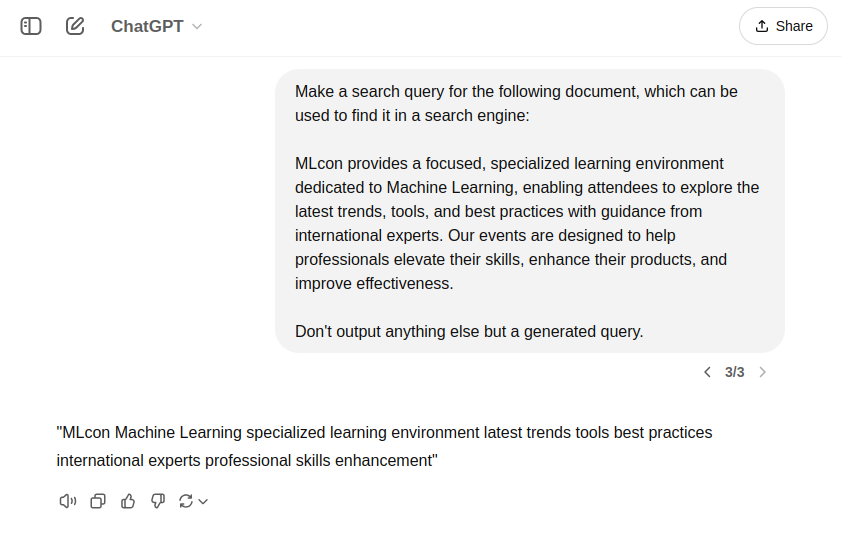 ChatGPT
Share
Make a search query for the following document, which can be
used to find it in a search engine:
MLcon provides a focused, specialized learning environment
dedicated to Machine Learning, enabling attendees to explore the
latest trends, tools, and best practices with guidance from
international experts. Our events are designed to help
professionals elevate their skills, enhance their products, and
improve effectiveness.
Don't output anything else but a generated query.
3/3
"MLcon Machine Learning specialized learning environment latest trends tools best practices
international experts professional skills enhancement"